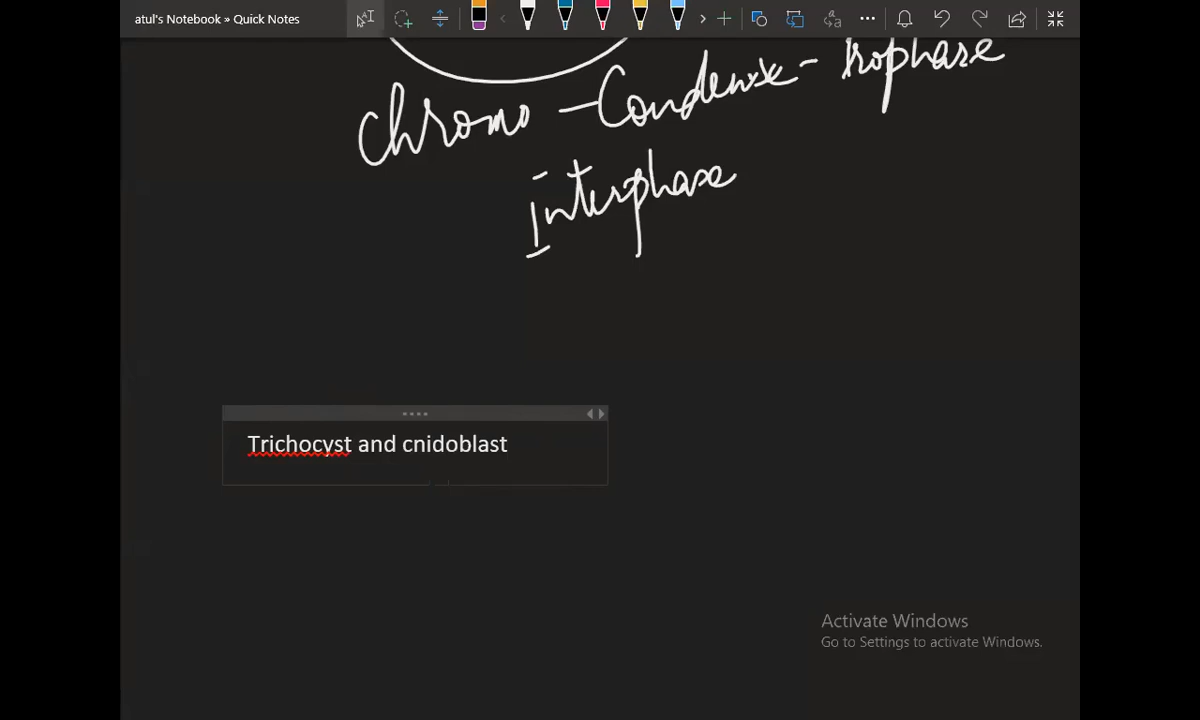 atul's Notebook » Quick Notes
Chromo - Condense - Prophase
Interphase
Trichocyst and cnidoblast
Activate Windows
Go to Settings to activate Windows.